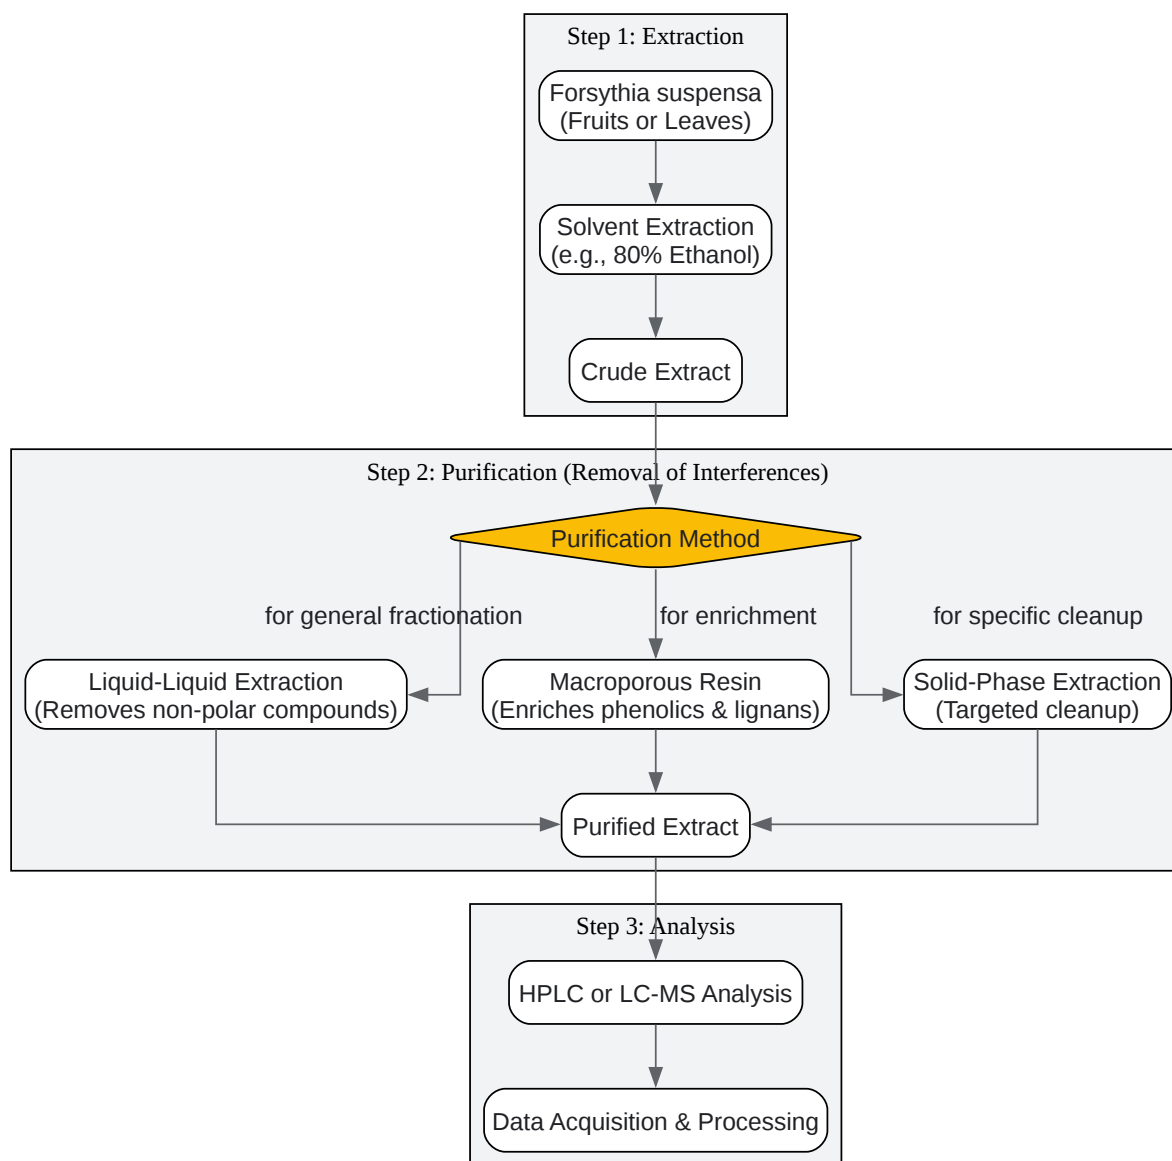 Step 1: Extraction
Forsythia suspensa
(Fruits or Leaves)
Solvent Extraction
(e.g., 80% Ethanol)
Crude Extract
Step 2: Purification (Removal of Interferences)
Purification Method
for general fractionation
for enrichment
for specific cleanup
Liquid-Liquid Extraction
(Removes non-polar compounds)
Macroporous Resin
(Enriches phenolics & lignans)
Solid-Phase Extraction
(Targeted cleanup)
Purified Extract
Step 3: Analysis
HPLC or LC-MS Analysis
Data Acquisition & Processing